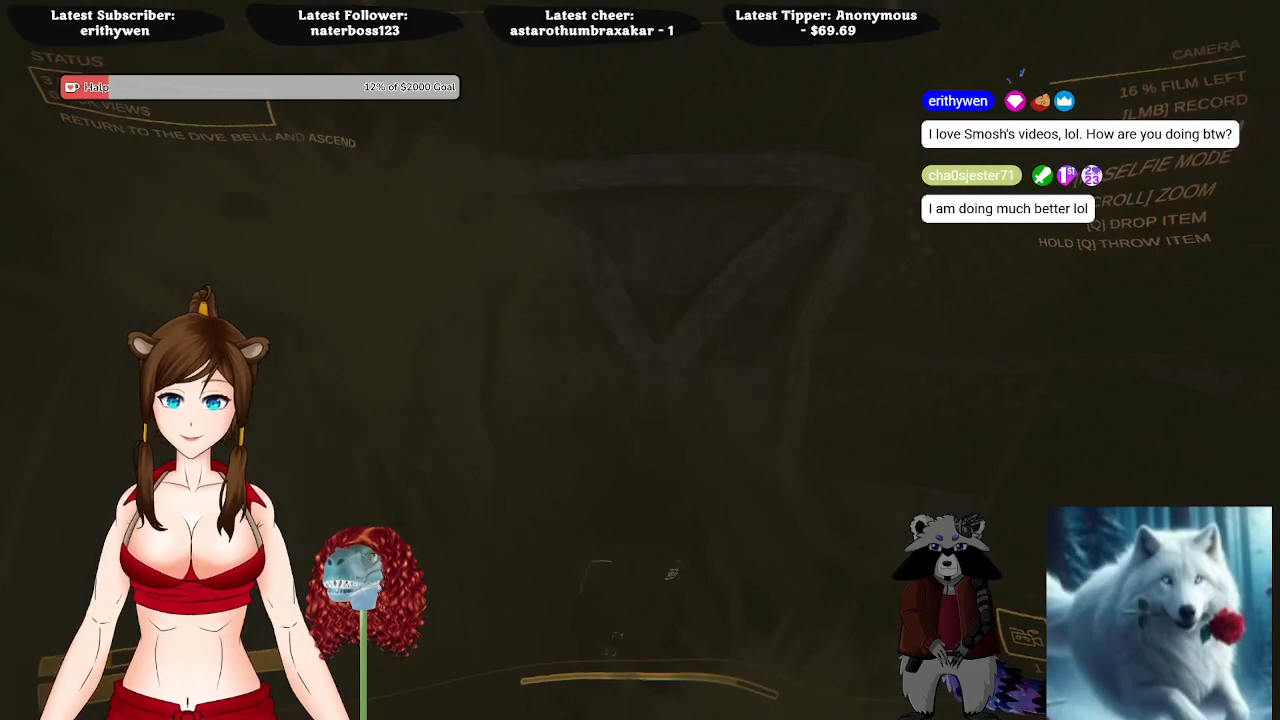 Latest Subscriber:
erithywen
Latest Follower:
naterboss123
Latest cheer:
astarothumbraxakar - 1
Latest Tipper: Anonymous
- $69.69
STATUS
3
VIEWS
RETURN TO THE DIVE BELL AND ASCEND
Halo
12% of $2000 Goal
CAMERA
16 % FILM LEFT
[LMB] RECORD
SELFIE MODE
ZOOM
[Q] DROP ITEM
HOLD [Q] THROW ITEM
erithywen
I love Smosh's videos, lol. How are you doing btw?
cha0sjester71
I am doing much better lol